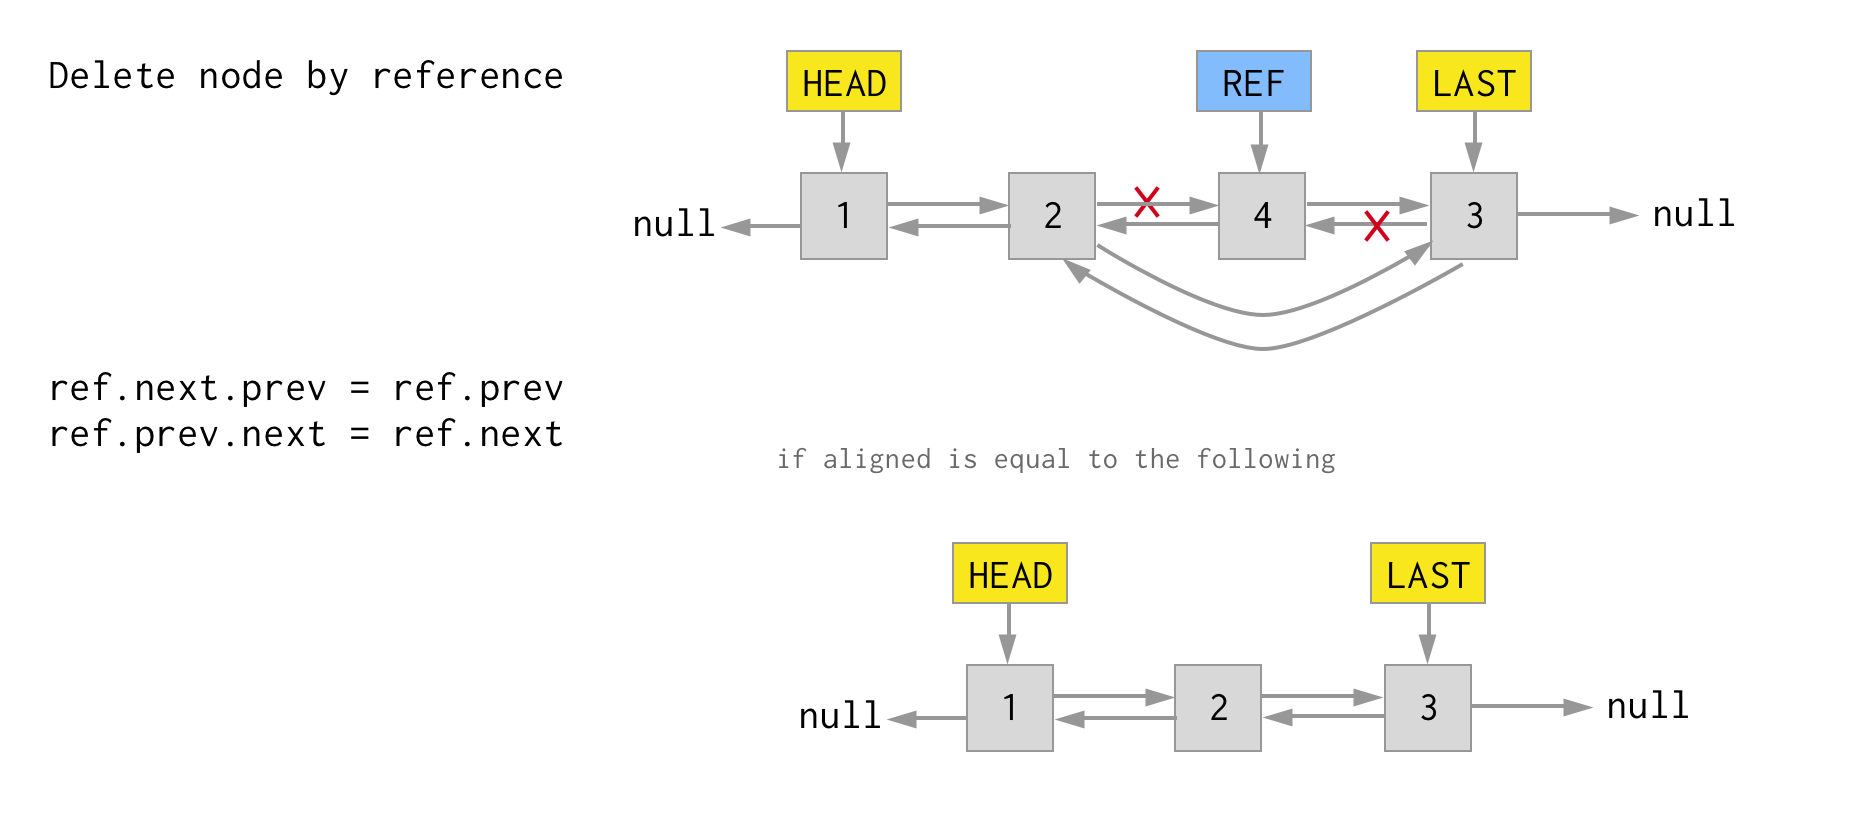 Delete node by reference
HEAD
REF
LAST
null
1
2
4
3
null
ref.next.prev = ref.prev
ref.prev.next = ref.next
if aligned is equal to the following
HEAD
LAST
null
1
2
3
null